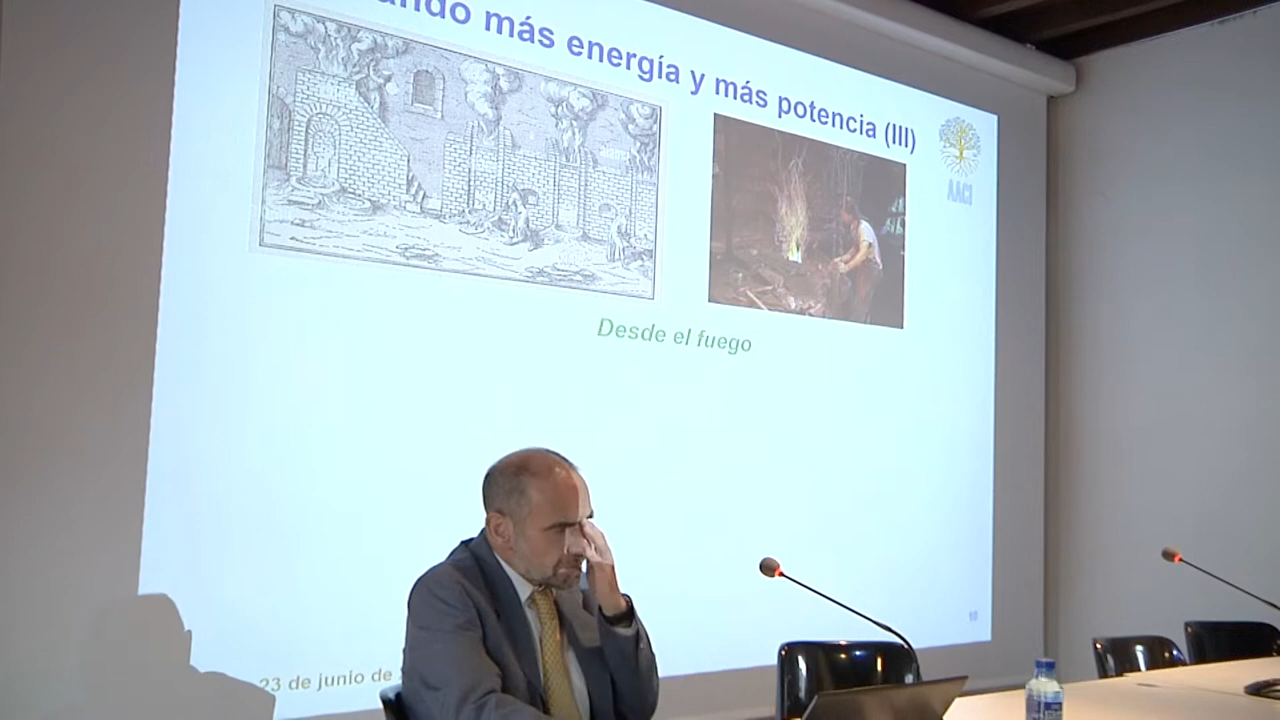 ando más energía y más potencia (III)
AACI
Desde el fuego
10
23 de junio de